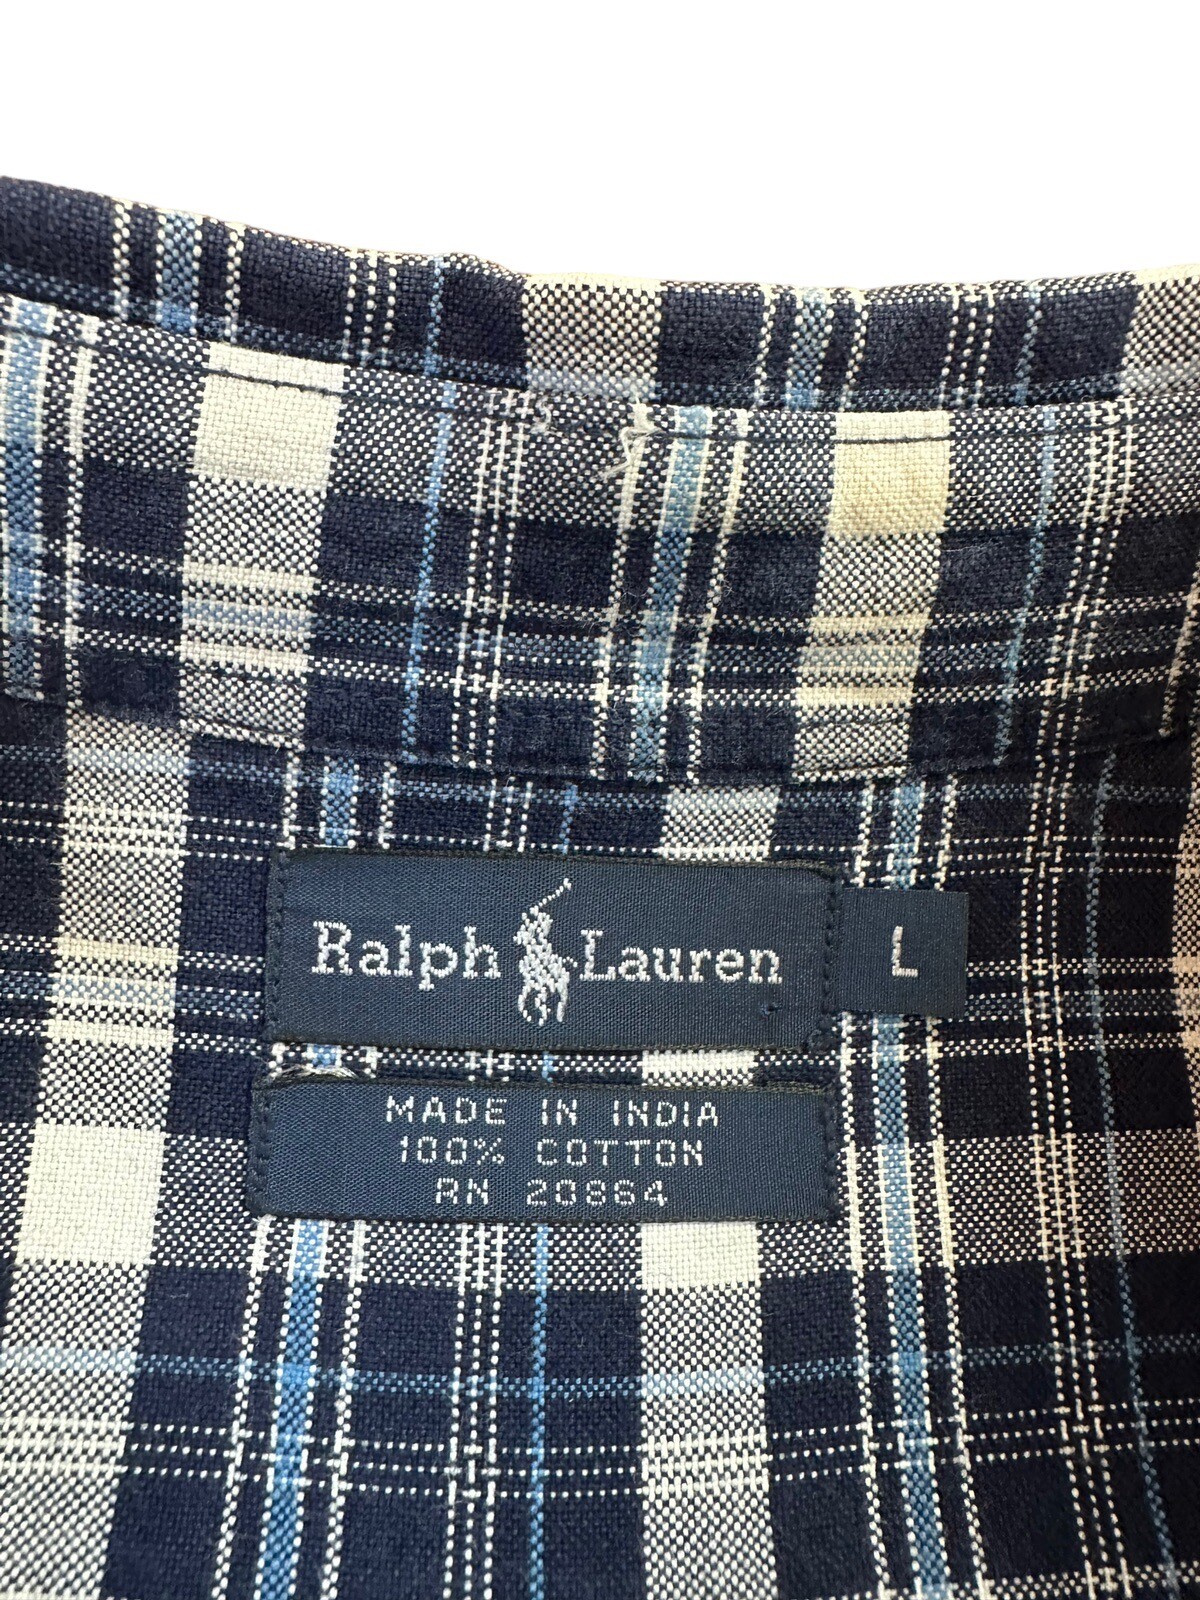 Ralph Lauren
L
MADE IN INDIA
100% COTTON
RN 20864